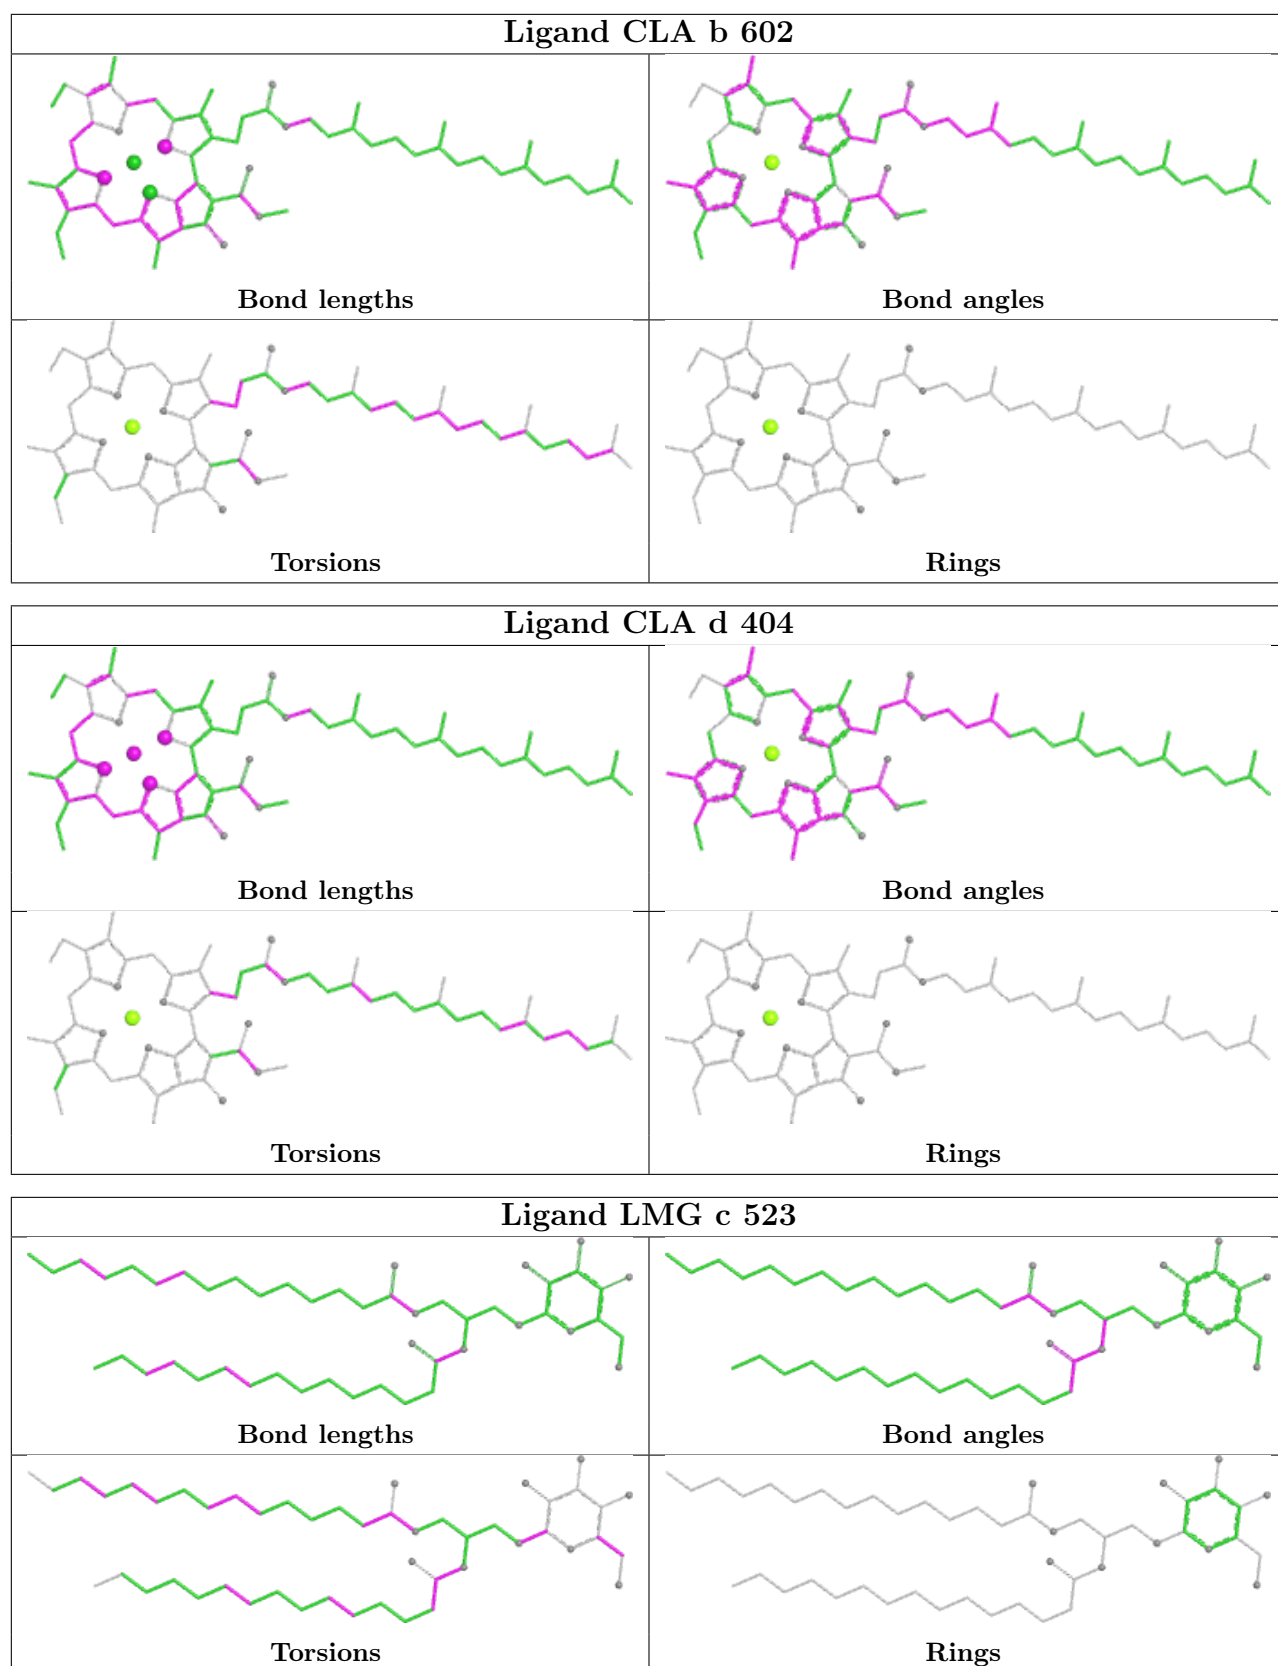 Ligand CLA b 602
Bond lengths
Bond angles
Torsions
Rings
Ligand CLA d 404
Bond lengths
Bond angles
Torsions
Rings
Ligand LMG c 523
Bond lengths
Bond angles
Torsions
Rings